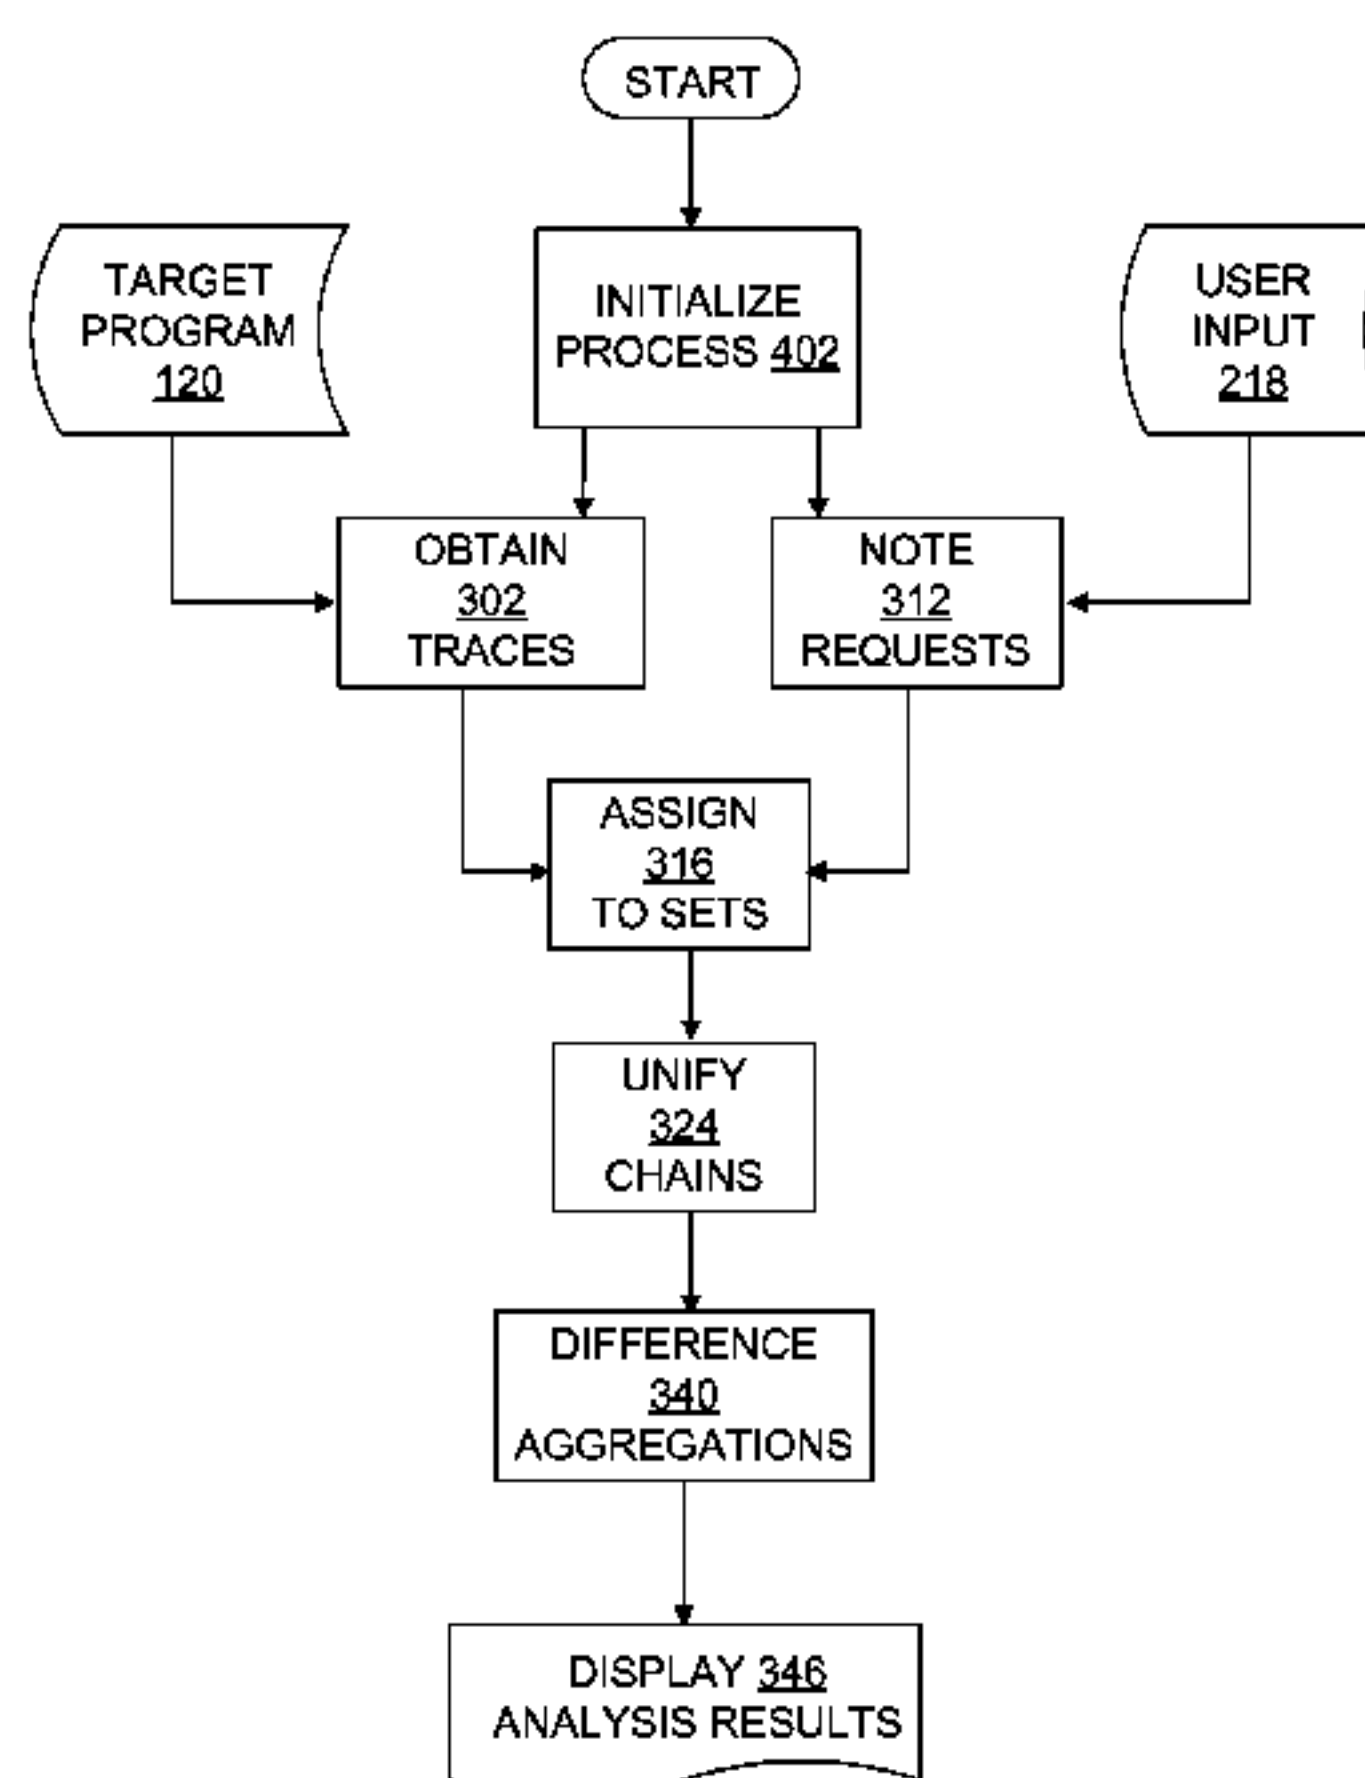 START
TARGET
PROGRAM
120
INITIALIZE
PROCESS 402
USER
INPUT
218
OBTAIN
302
TRACES
NOTE
312
REQUESTS
ASSIGN
316
TO SETS
UNIFY
324
CHAINS
DIFFERENCE
340
AGGREGATIONS
DISPLAY 346
ANALYSIS RESULTS